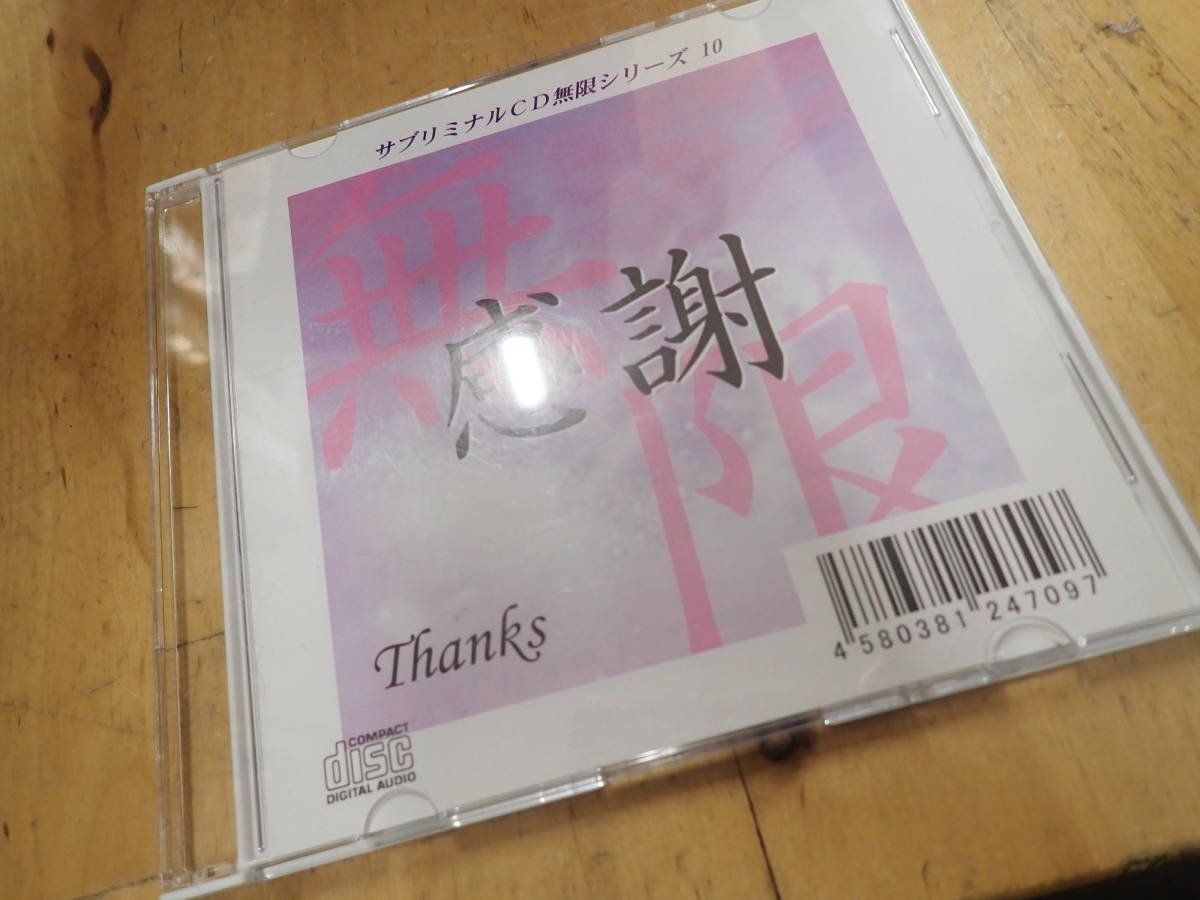 サブリミナルCD無限シリーズ 10
無限
感謝
Thanks
4 580381 247097
COMPACT
disc
DIGITAL AUDIO